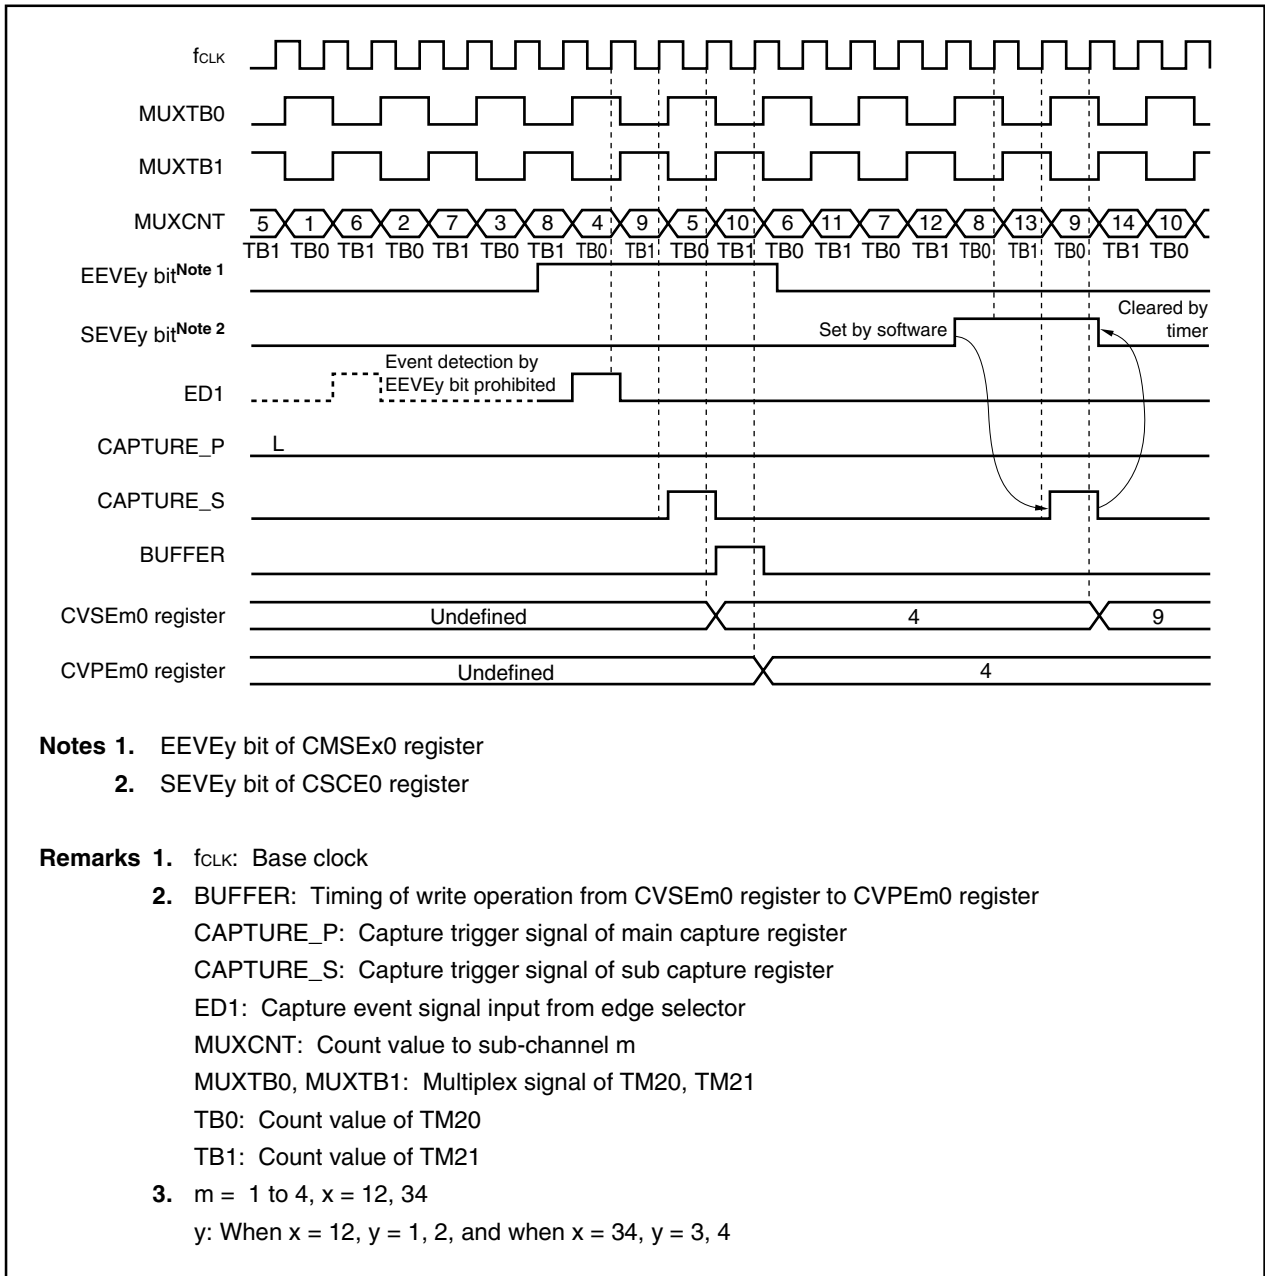 fCLK
MUXTB0
MUXTB1
MUXCNT 5 1 6 2 7 3 8 4 9 5 10 6 11 7 12 8 13 9 14 10
TB1 TB0 TB1 TB0 TB1 TB0 TB1 TB0 TB1 TB0 TB1 TB0 TB1 TB0 TB1 TB0 TB1 TB0 TB1 TB0
EEVEy bitNote 1
SEVEy bitNote 2 Set by software Cleared by
timer
Event detection by
EEVEy bit prohibited
ED1
CAPTURE_P L
CAPTURE_S
BUFFER
CVSEm0 register Undefined 4 9
CVPEm0 register Undefined 4
Notes 1. EEVEy bit of CMSEx0 register
2. SEVEy bit of CSCE0 register
Remarks 1. fCLK: Base clock
2. BUFFER: Timing of write operation from CVSEm0 register to CVPEm0 register
CAPTURE_P: Capture trigger signal of main capture register
CAPTURE_S: Capture trigger signal of sub capture register
ED1: Capture event signal input from edge selector
MUXCNT: Count value to sub-channel m
MUXTB0, MUXTB1: Multiplex signal of TM20, TM21
TB0: Count value of TM20
TB1: Count value of TM21
3. m = 1 to 4, x = 12, 34
y: When x = 12, y = 1, 2, and when x = 34, y = 3, 4